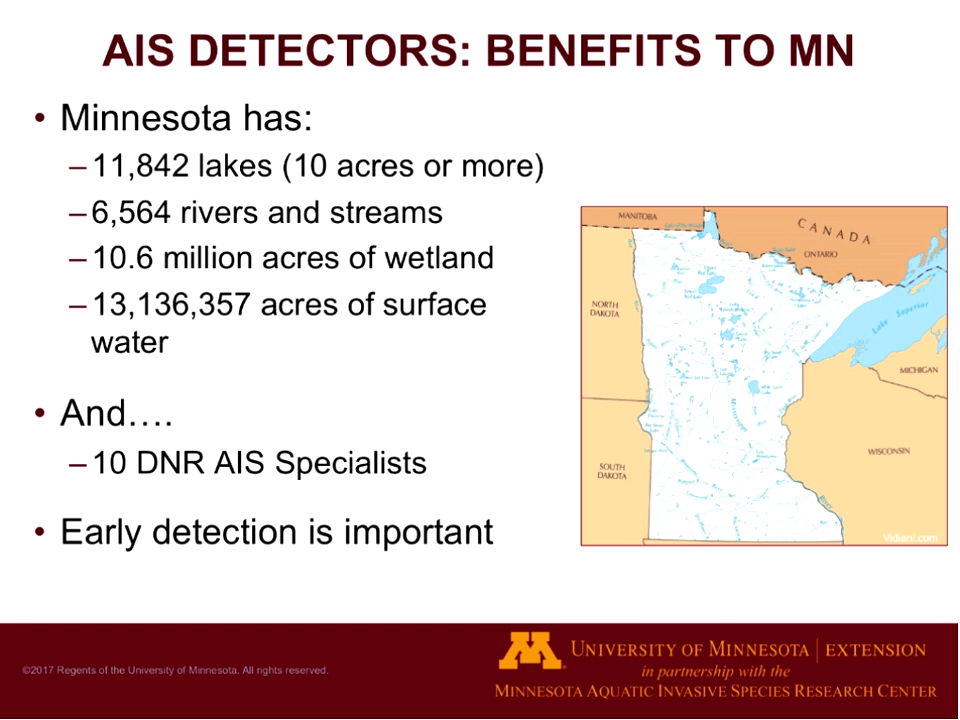 AIS DETECTORS: BENEFITS TO MN
• Minnesota has:
– 11,842 lakes (10 acres or more)
– 6,564 rivers and streams
– 10.6 million acres of wetland
– 13,136,357 acres of surface
water
• And….
– 10 DNR AIS Specialists
• Early detection is important
MANITOBA
CANADA
ONTARIO
NORTH
DAKOTA
Lake Superior
MICHIGAN
Mississippi
WISCONSIN
SOUTH
DAKOTA
River
Vidiani.com
©2017 Regents of the University of Minnesota. All rights reserved.
UNIVERSITY OF MINNESOTA | EXTENSION
in partnership with the
MINNESOTA AQUATIC INVASIVE SPECIES RESEARCH CENTER